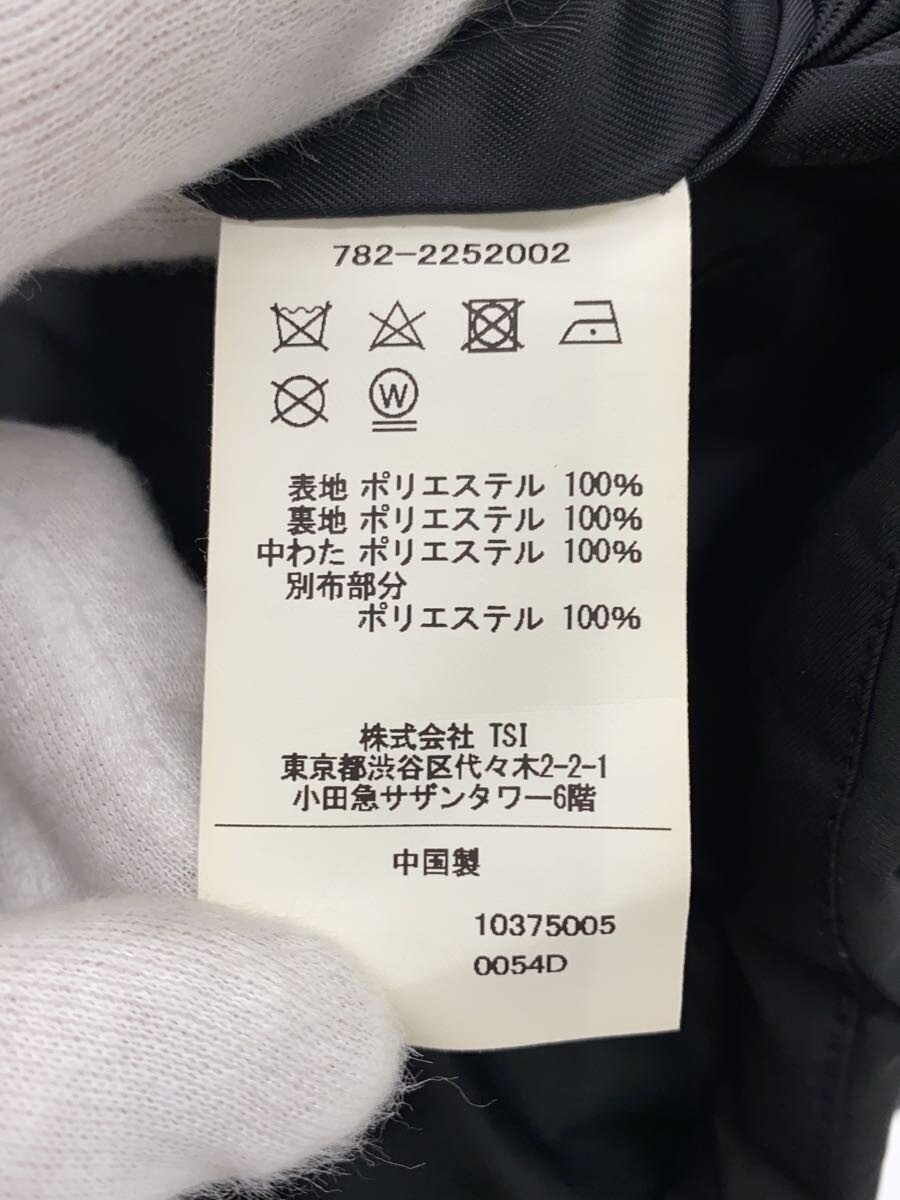 782-2252002
W
表地 ポリエステル 100%
裏地 ポリエステル 100%
中わた ポリエステル 100%
別布部分
ポリエステル 100%
株式会社 TSI
東京都渋谷区代々木2-2-1
小田急サザンタワー6階
中国製
10375005
0054D